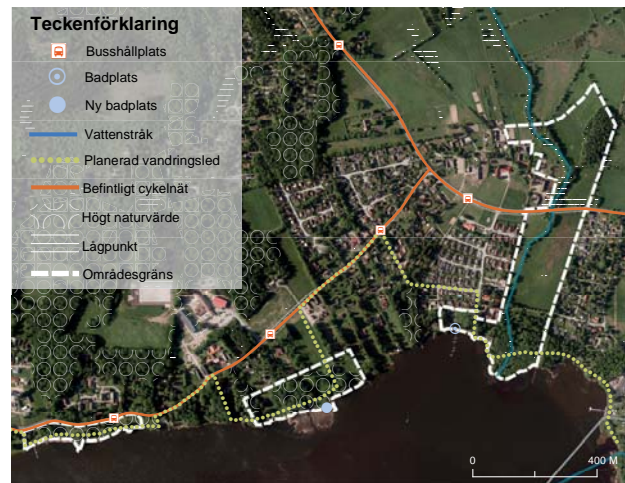 Teckenförklaring
Busshållplats
Badplats
Ny badplats
Vattenstråk
Planerad vandringsled
Befintligt cykelnät
Högt naturvärde
Lågpunkt
Områdesgräns
0 400 M